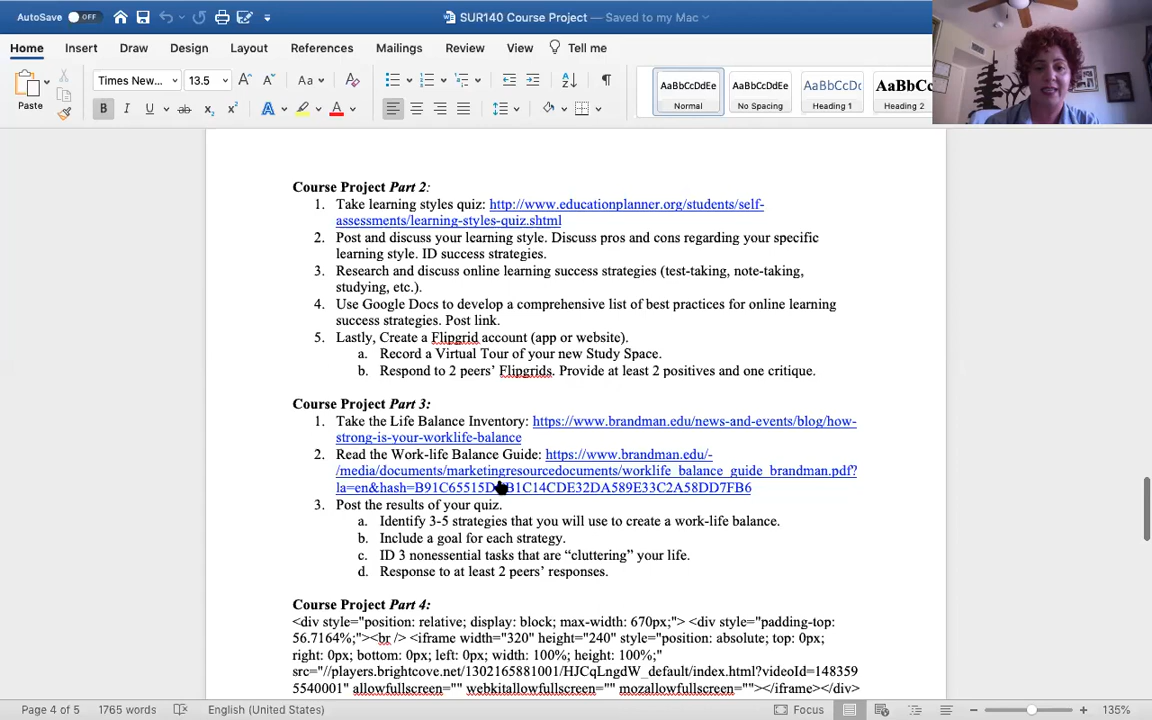 AutoSave OFF SUR140 Course Project — Saved to my Mac
Home Insert Draw Design Layout References Mailings Review View Tell me
Paste Times New... 13.5 Aa AaBbCcDdEe AaBbCcDdEe AaBbCcDc AaBbCcDc
Normal No Spacing Heading 1 Heading 2
Course Project Part 2:
1. Take learning styles quiz: http://www.educationplanner.org/students/self-
assessments/learning-styles-quiz.shtml
2. Post and discuss your learning style. Discuss pros and cons regarding your specific
learning style. ID success strategies.
3. Research and discuss online learning success strategies (test-taking, note-taking,
studying, etc.).
4. Use Google Docs to develop a comprehensive list of best practices for online learning
success strategies. Post link.
5. Lastly, Create a Flipgrid account (app or website).
a. Record a Virtual Tour of your new Study Space.
b. Respond to 2 peers’ Flipgrids. Provide at least 2 positives and one critique.
Course Project Part 3:
1. Take the Life Balance Inventory: https://www.brandman.edu/news-and-events/blog/how-
strong-is-your-worklife-balance
2. Read the Work-life Balance Guide: https://www.brandman.edu/-
/media/documents/marketingresourcedocuments/worklife_balance_guide_brandman.pdf?
la=en&hash=B91C65515D B1C14CDE32DA589E33C2A58DD7FB6
3. Post the results of your quiz.
a. Identify 3-5 strategies that you will use to create a work-life balance.
b. Include a goal for each strategy.
c. ID 3 nonessential tasks that are “cluttering” your life.
d. Response to at least 2 peers’ responses.
Course Project Part 4:
<div style="position: relative; display: block; max-width: 670px;"> <div style="padding-top:
56.7164%;"><br /> <iframe width="320" height="240" style="position: absolute; top: 0px;
right: 0px; bottom: 0px; left: 0px; width: 100%; height: 100%;"
src="//players.brightcove.net/1302165881001/HJCqLngdW_default/index.html?videoId=148359
5540001" allowfullscreen="" webkitallowfullscreen="" mozallowfullscreen=""></iframe></div>
Page 4 of 5 1765 words English (United States) Focus 135%